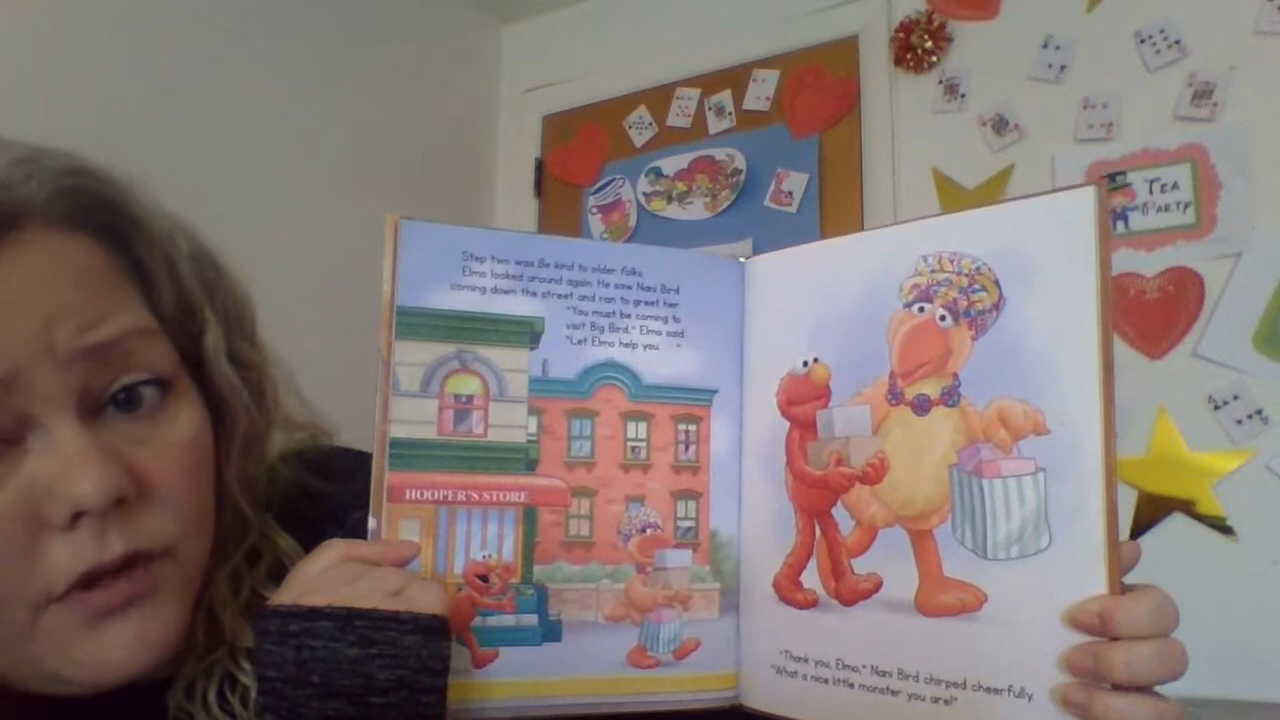 Step two was Be kind to older folks
Elmo looked around again. He saw Nani Bird
coming down the street and ran to greet her.
"You must be coming to
visit Big Bird," Elmo said.
"Let Elmo help you. "
HOOPER'S STORE
"Thank you, Elmo," Nani Bird chirped cheerfully.
"What a nice little monster you are!"
TEA
PARTY